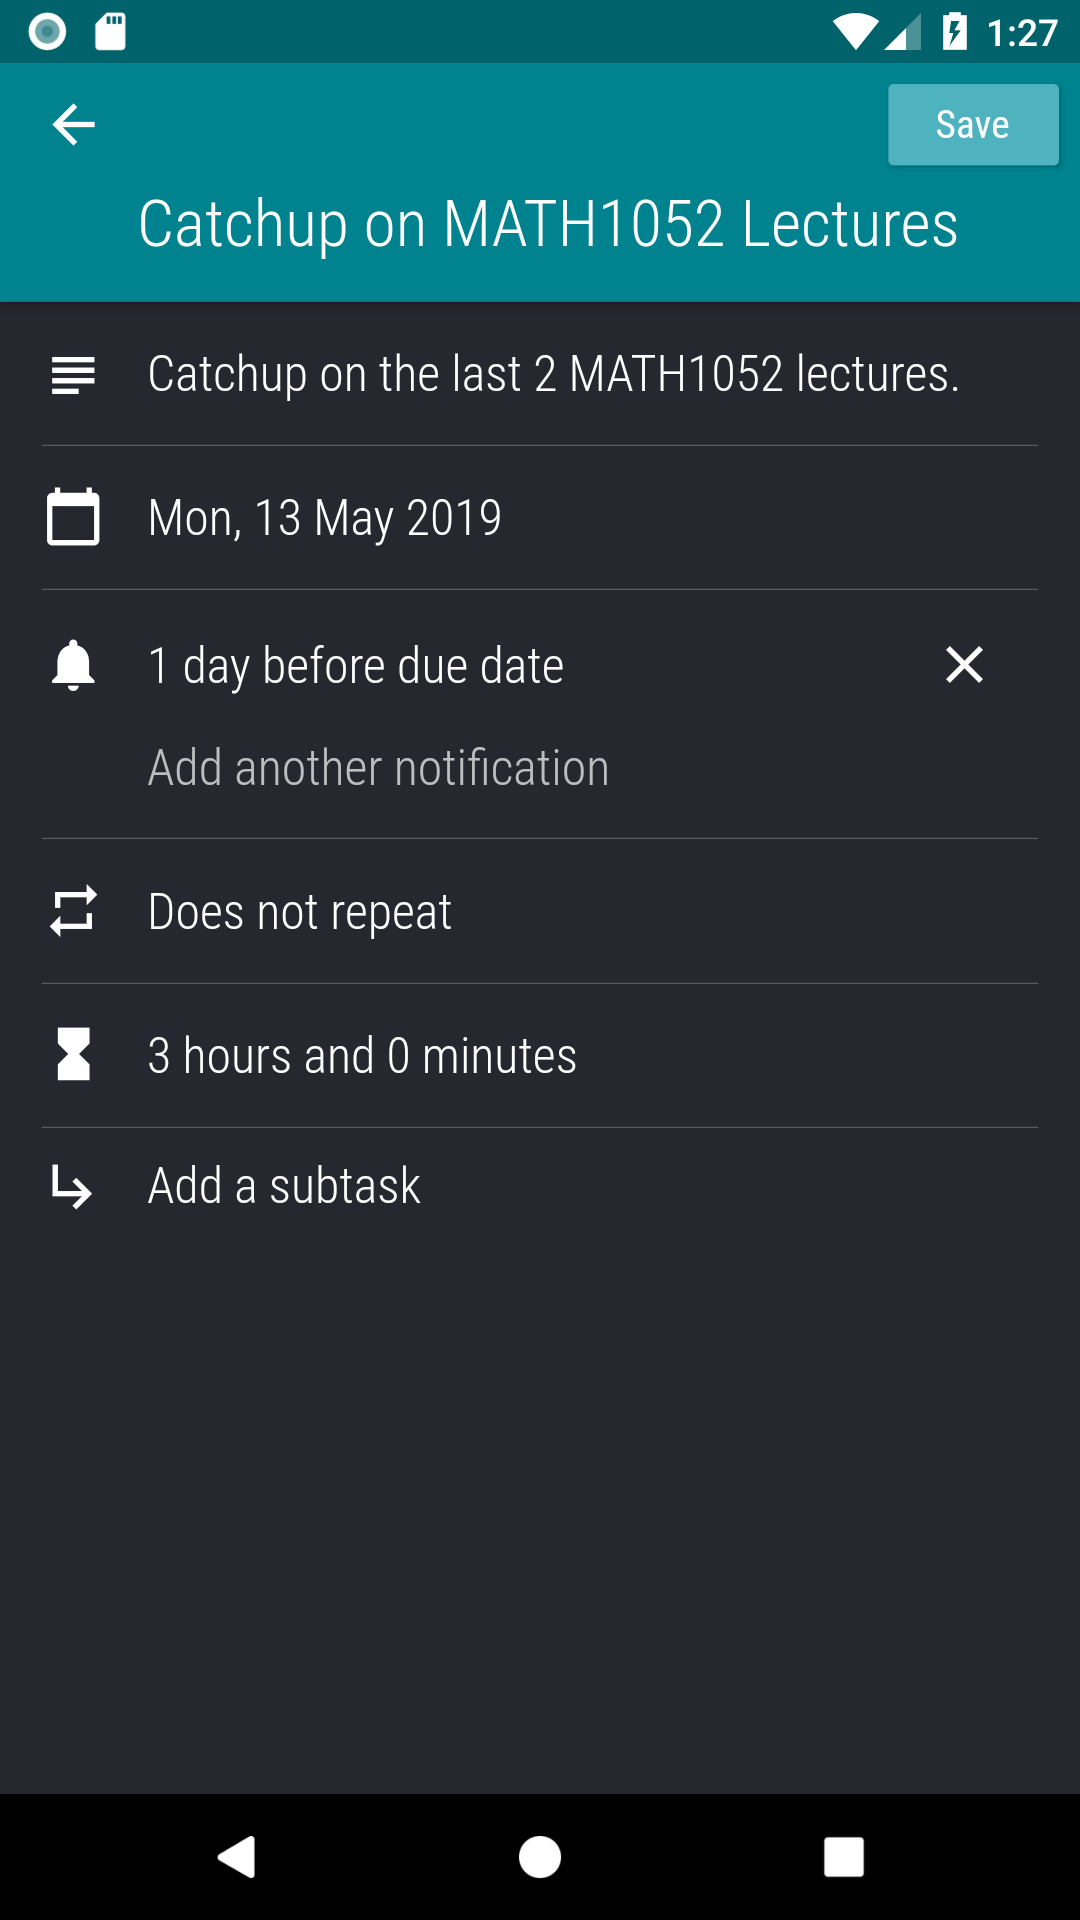 1:27
Save
Catchup on MATH1052 Lectures
Catchup on the last 2 MATH1052 lectures.
Mon, 13 May 2019
1 day before due date
Add another notification
Does not repeat
3 hours and 0 minutes
Add a subtask